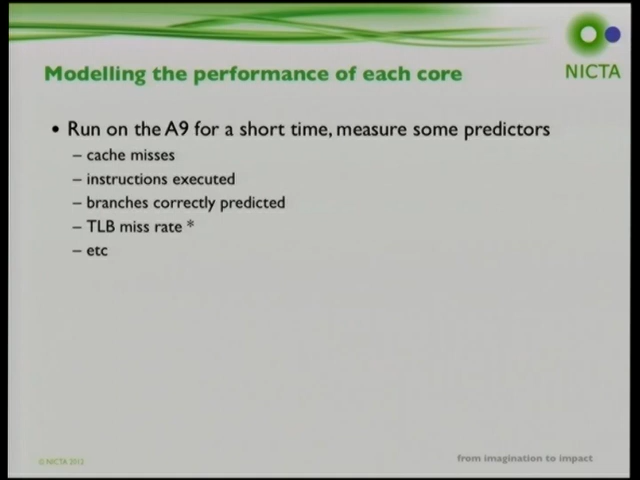 Modelling the performance of each core
NICTA
• Run on the A9 for a short time, measure some predictors
– cache misses
– instructions executed
– branches correctly predicted
– TLB miss rate *
– etc
© NICTA 2012
from imagination to impact